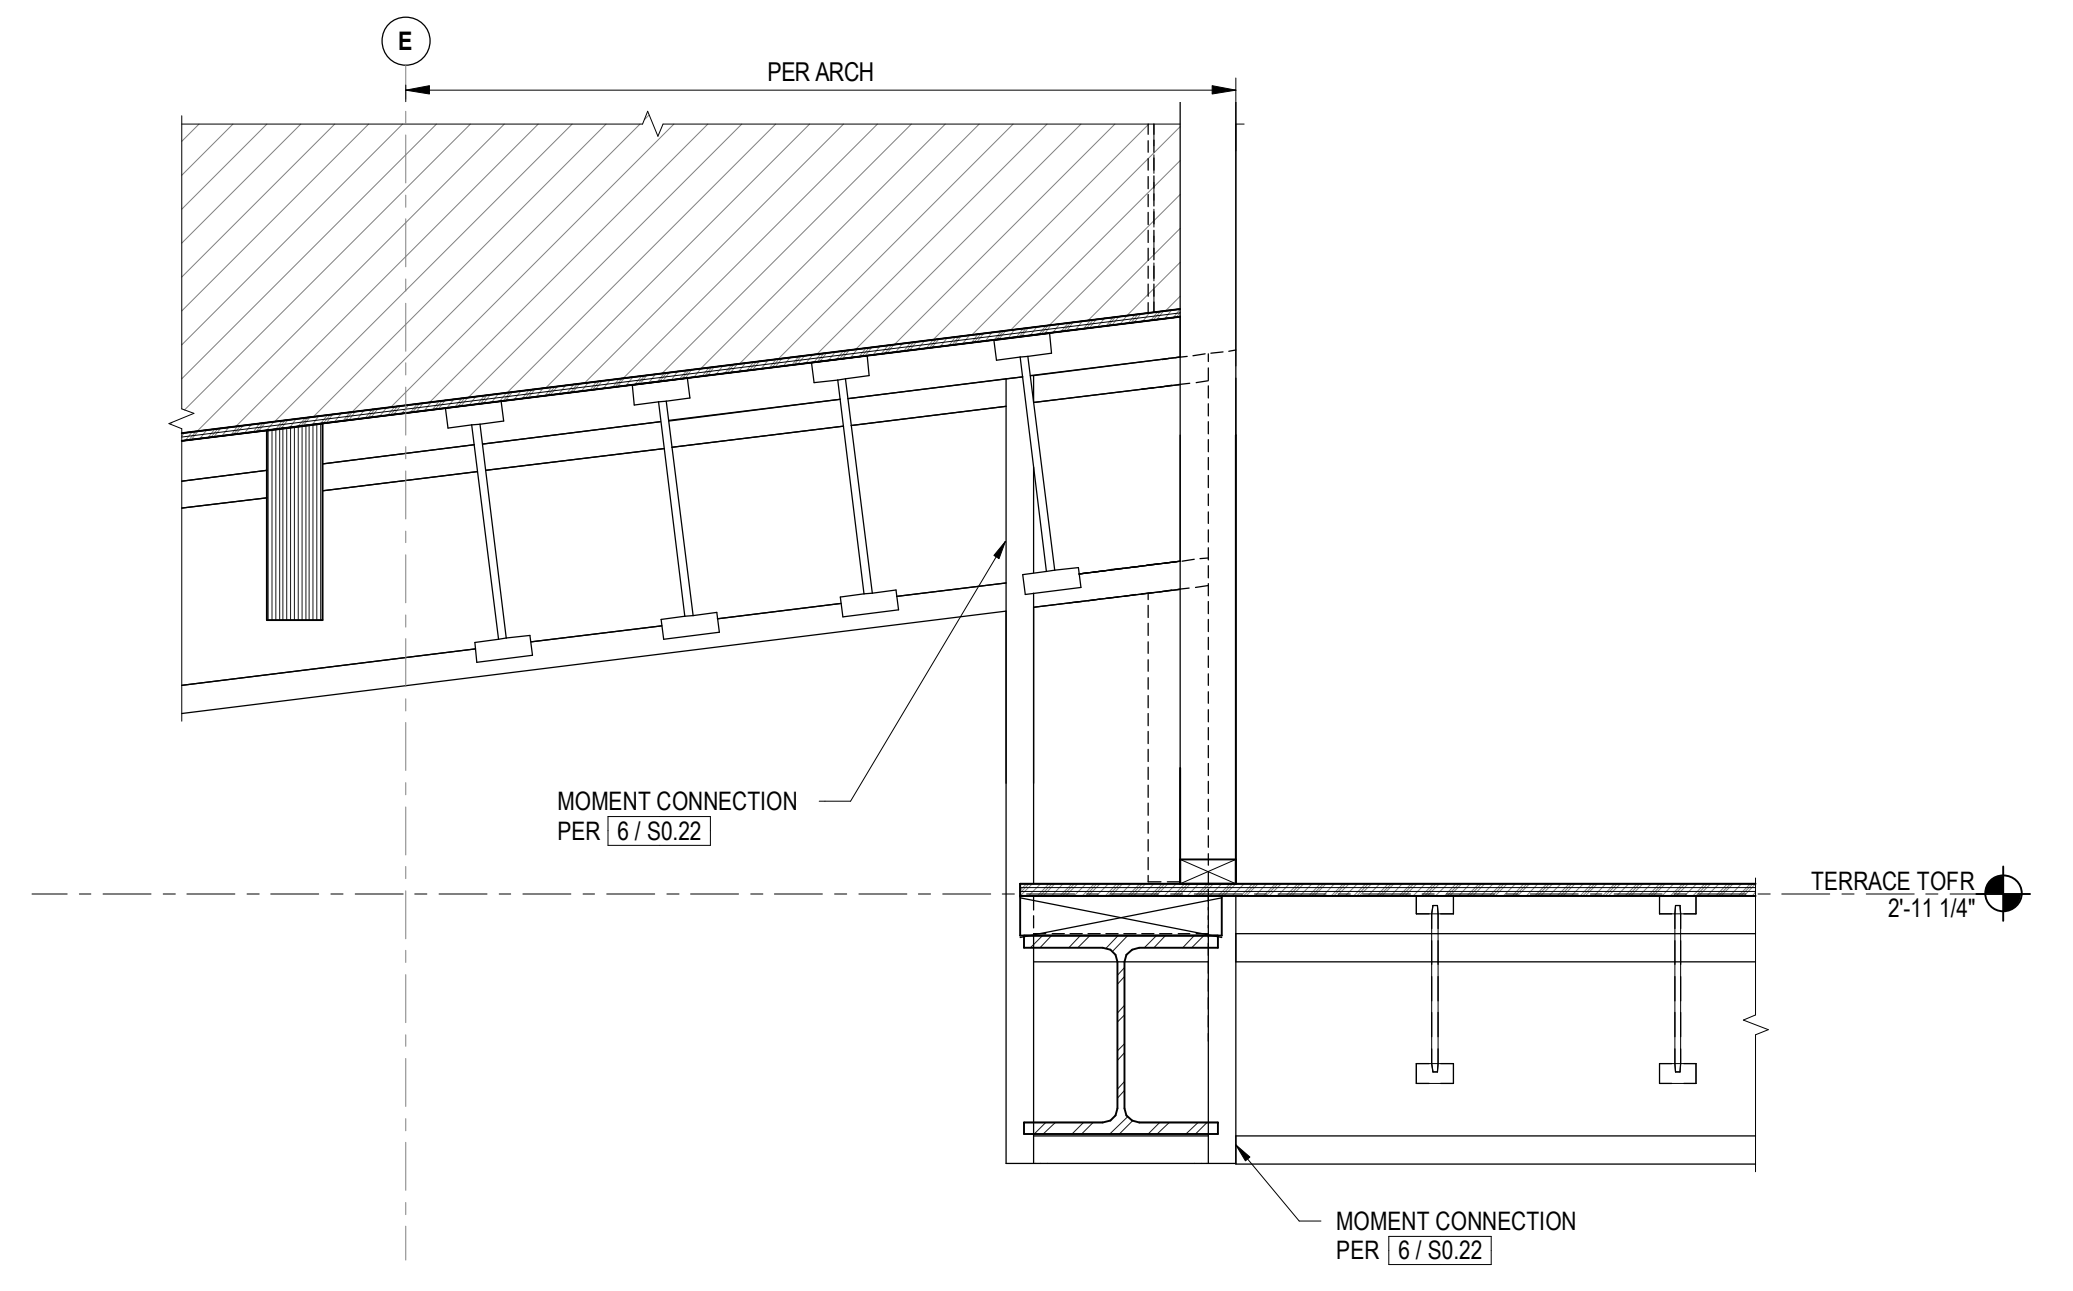 E
PER ARCH
MOMENT CONNECTION
PER 6 / S0.22
TERRACE TOFR
2'-11 1/4"
MOMENT CONNECTION
PER 6 / S0.22